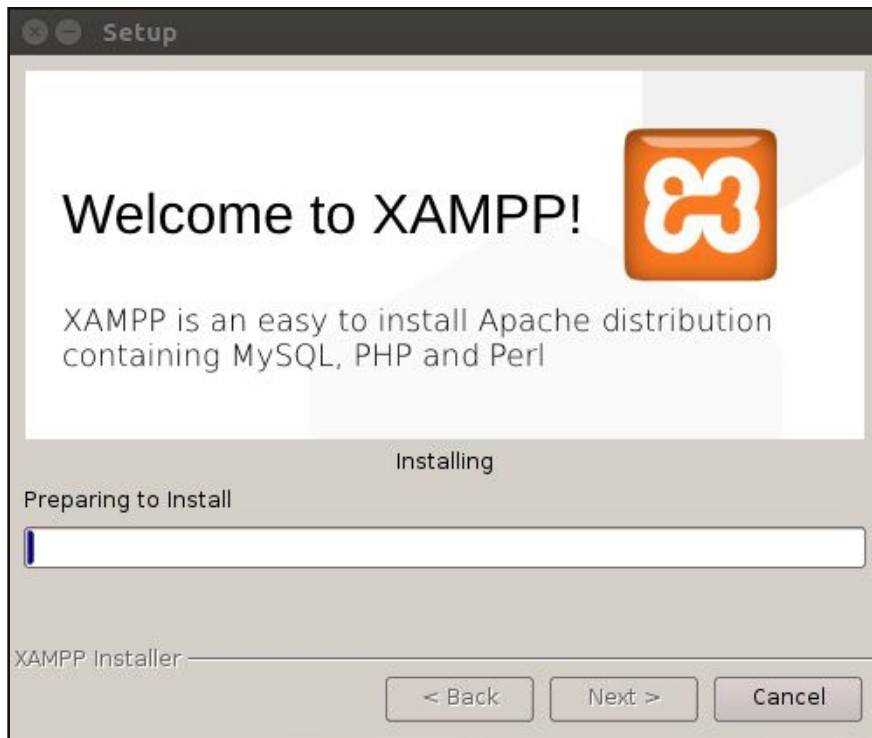 Setup
Welcome to XAMPP!
XAMPP is an easy to install Apache distribution
containing MySQL, PHP and Perl
Installing
Preparing to Install
XAMPP Installer
< Back
Next >
Cancel